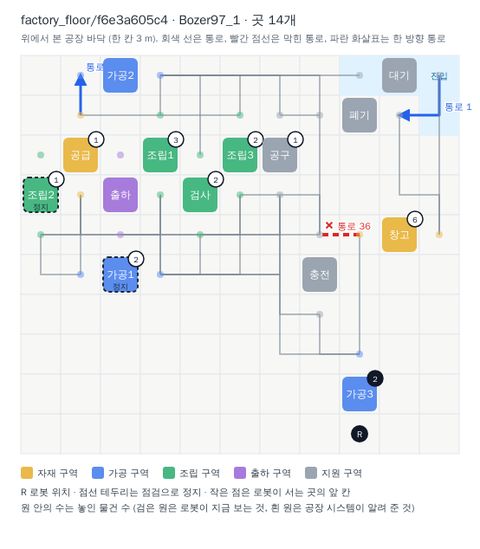 factory_floor/f6e3a605c4 · Bozer97_1 · 곳 14개
위에서 본 공장 바닥 (한 칸 3 m). 회색 선은 통로, 빨간 점선은 막힌 통로, 파란 화살표는 한 방향 통로
통로
가공2
대기
폐기
통로 1
공급
1
조립1
3
조립3
2
공구
1
조립2
정지
1
출하
검사
2
통로 36
창고
6
가공1
정지
2
충전
가공3
2
R
자재 구역
가공 구역
조립 구역
출하 구역
지원 구역
R 로봇 위치 · 점선 테두리는 점검으로 정지 · 작은 점은 로봇이 서는 곳의 앞 칸
원 안의 수는 놓인 물건 수 (검은 원은 로봇이 지금 보는 것, 흰 원은 공장 시스템이 알려 준 것)